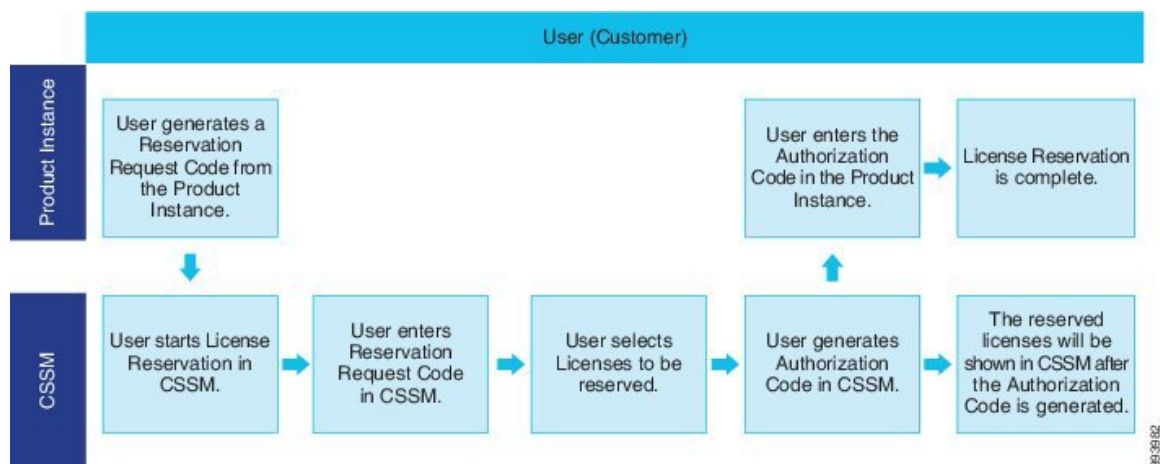 User (Customer)
Product Instance
User generates a
Reservation
Request Code from
the Product
Instance.
User enters the
Authorization
Code in the Product
Instance.
License Reservation
is complete.
CSSM
User starts License
Reservation in
CSSM.
User enters
Reservation
Request Code
in CSSM.
User selects
Licenses to be
reserved.
User generates
Authorization
Code in CSSM.
The reserved
licenses will be
shown in CSSM after
the Authorization
Code is generated.